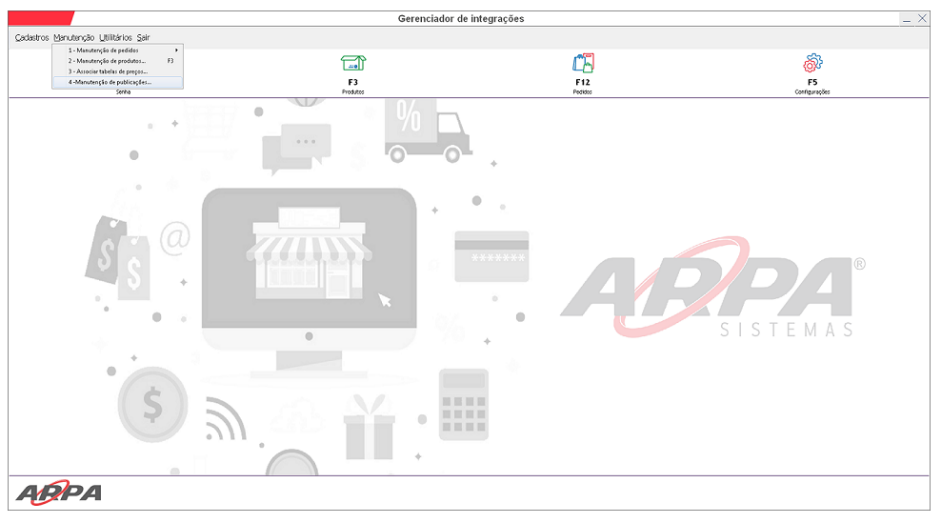 Gerenciador de integrações
Cadastros Manutenção Utilitários Sair
1 - Manutenção de pedidos
2 - Manutenção de produtos... F3
3 - Associar tabelas de preços...
4 -Manutenção de publicações...
Senha
F3
Produtos
F12
Pedidos
F5
Configurações
%
$
@
$
$
*******
%
$
ARPA®
SISTEMAS
ARPA